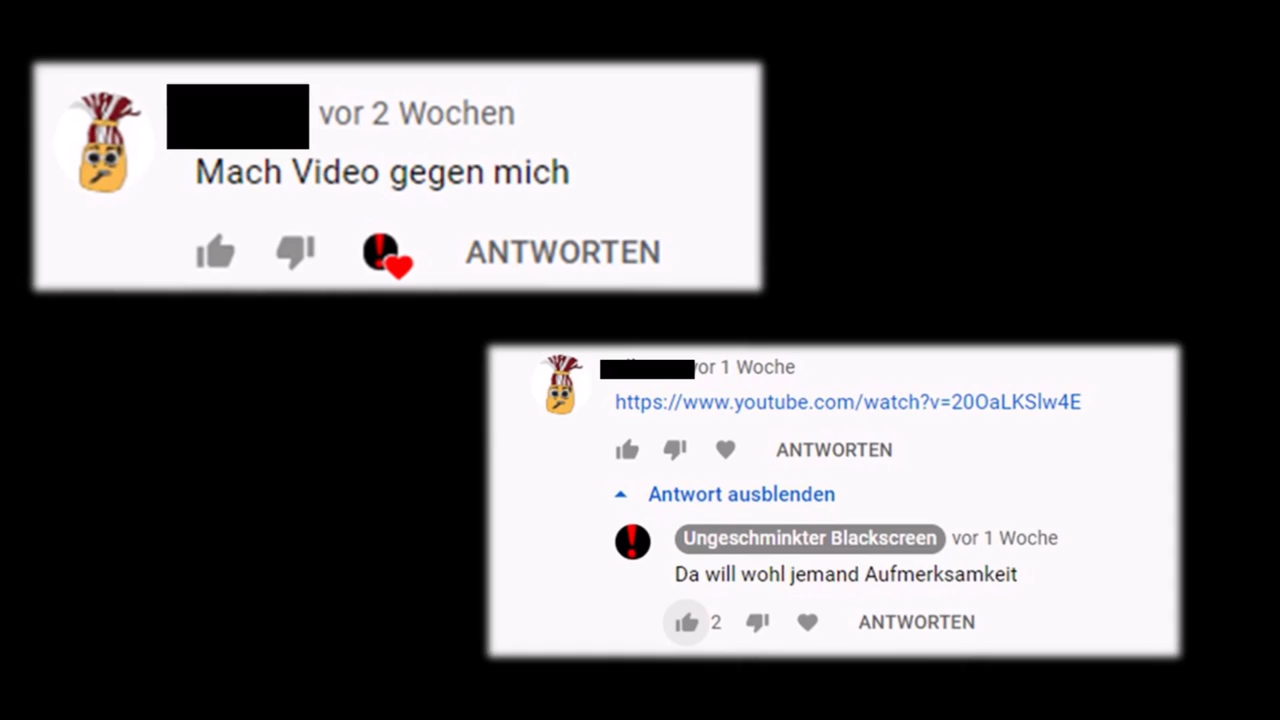 vor 2 Wochen
Mach Video gegen mich
ANTWORTEN
vor 1 Woche
https://www.youtube.com/watch?v=20OaLKSlw4E
ANTWORTEN
Antwort ausblenden
Ungeschminkter Blackscreen vor 1 Woche
Da will wohl jemand Aufmerksamkeit
2
ANTWORTEN